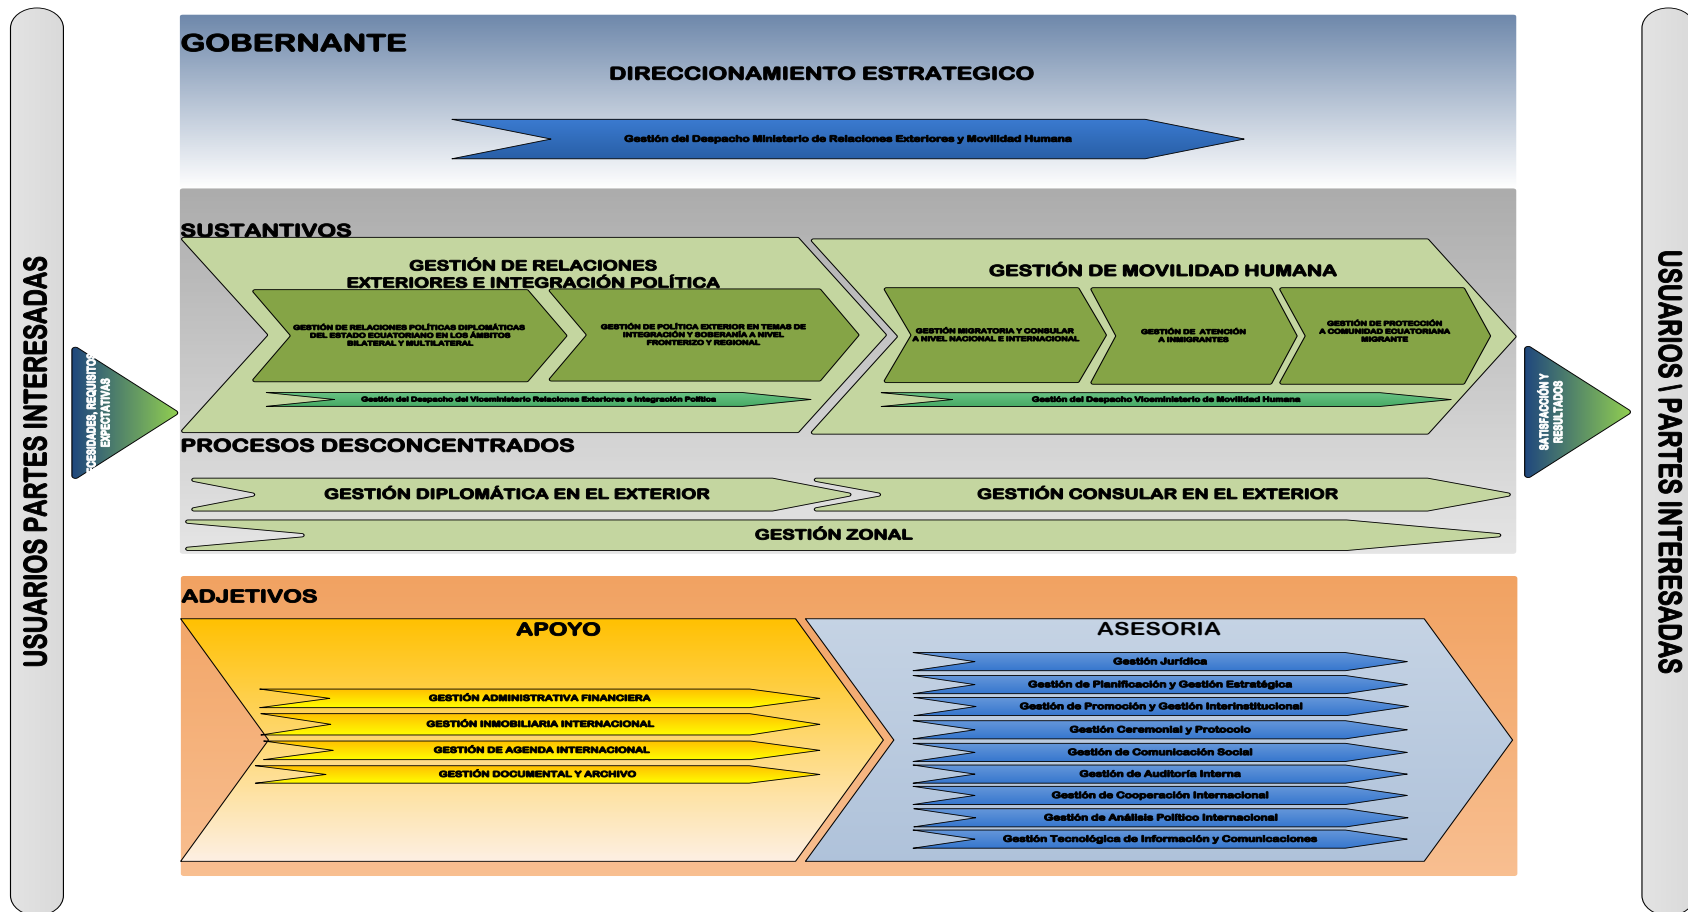 USUARIOS PARTES INTERESADAS
ECESIDADES, REQUISITOS
EXPECTATIVAS
GOBERNANTE
DIRECCIONAMIENTO ESTRATEGICO
Gestión del Despacho Ministerio de Relaciones Exteriores y Movilidad Humana
SUSTANTIVOS
GESTIÓN DE RELACIONES
EXTERIORES E INTEGRACIÓN POLÍTICA
GESTIÓN DE RELACIONES POLÍTICAS DIPLOMÁTICAS
DEL ESTADO ECUATORIANO EN LOS ÁMBITOS
BILATERAL Y MULTILATERAL
GESTIÓN DE POLÍTICA EXTERIOR EN TEMAS DE
INTEGRACIÓN Y SOBERANÍA A NIVEL
FRONTERIZO Y REGIONAL
Gestión del Despacho del Viceministerio Relaciones Exteriores e Integración Política
GESTIÓN DE MOVILIDAD HUMANA
GESTIÓN MIGRATORIA Y CONSULAR
A NIVEL NACIONAL E INTERNACIONAL
GESTIÓN DE ATENCIÓN
A INMIGRANTES
GESTIÓN DE PROTECCIÓN
A COMUNIDAD ECUATORIANA
MIGRANTE
Gestión del Despacho Viceministerio de Movilidad Humana
PROCESOS DESCONCENTRADOS
GESTIÓN DIPLOMÁTICA EN EL EXTERIOR
GESTIÓN CONSULAR EN EL EXTERIOR
GESTIÓN ZONAL
ADJETIVOS
APOYO
GESTIÓN ADMINISTRATIVA FINANCIERA
GESTIÓN INMOBILIARIA INTERNACIONAL
GESTIÓN DE AGENDA INTERNACIONAL
GESTIÓN DOCUMENTAL Y ARCHIVO
ASESORIA
Gestión Jurídica
Gestión de Planificación y Gestión Estratégica
Gestión de Promoción y Gestión Interinstitucional
Gestión Ceremonial y Protocolo
Gestión de Comunicación Social
Gestión de Auditoría Interna
Gestión de Cooperación Internacional
Gestión de Análisis Político Internacional
Gestión Tecnológica de Información y Comunicaciones
SATISFACCIÓN Y
RESULTADOS
USUARIOS \ PARTES INTERESADAS